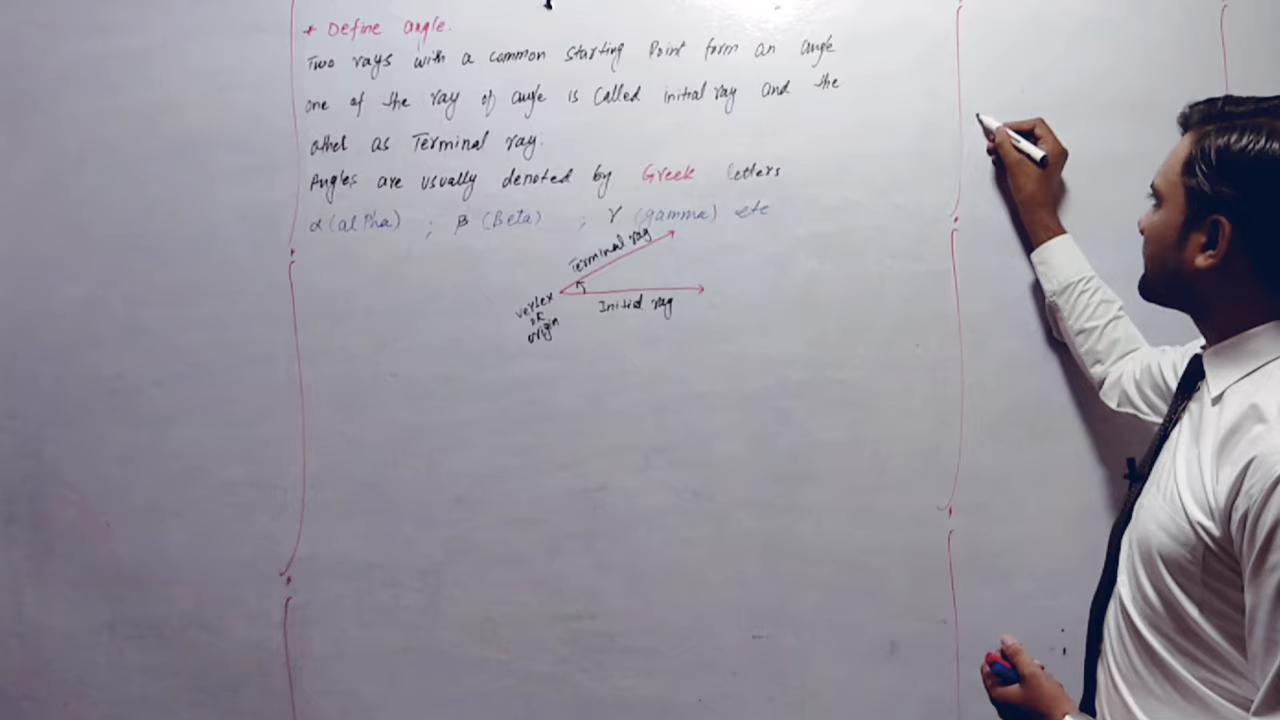 * Define angle.
Two rays with a common starting Point form an angle
one of the ray of angle is called initial ray and the
othel as Terminal ray.
Angles are usually denoted by Greek letters
α (alPha) ; β (Beta) ; γ (gamma) etc
Terminal ray
Initial ray
vertex
or
origin